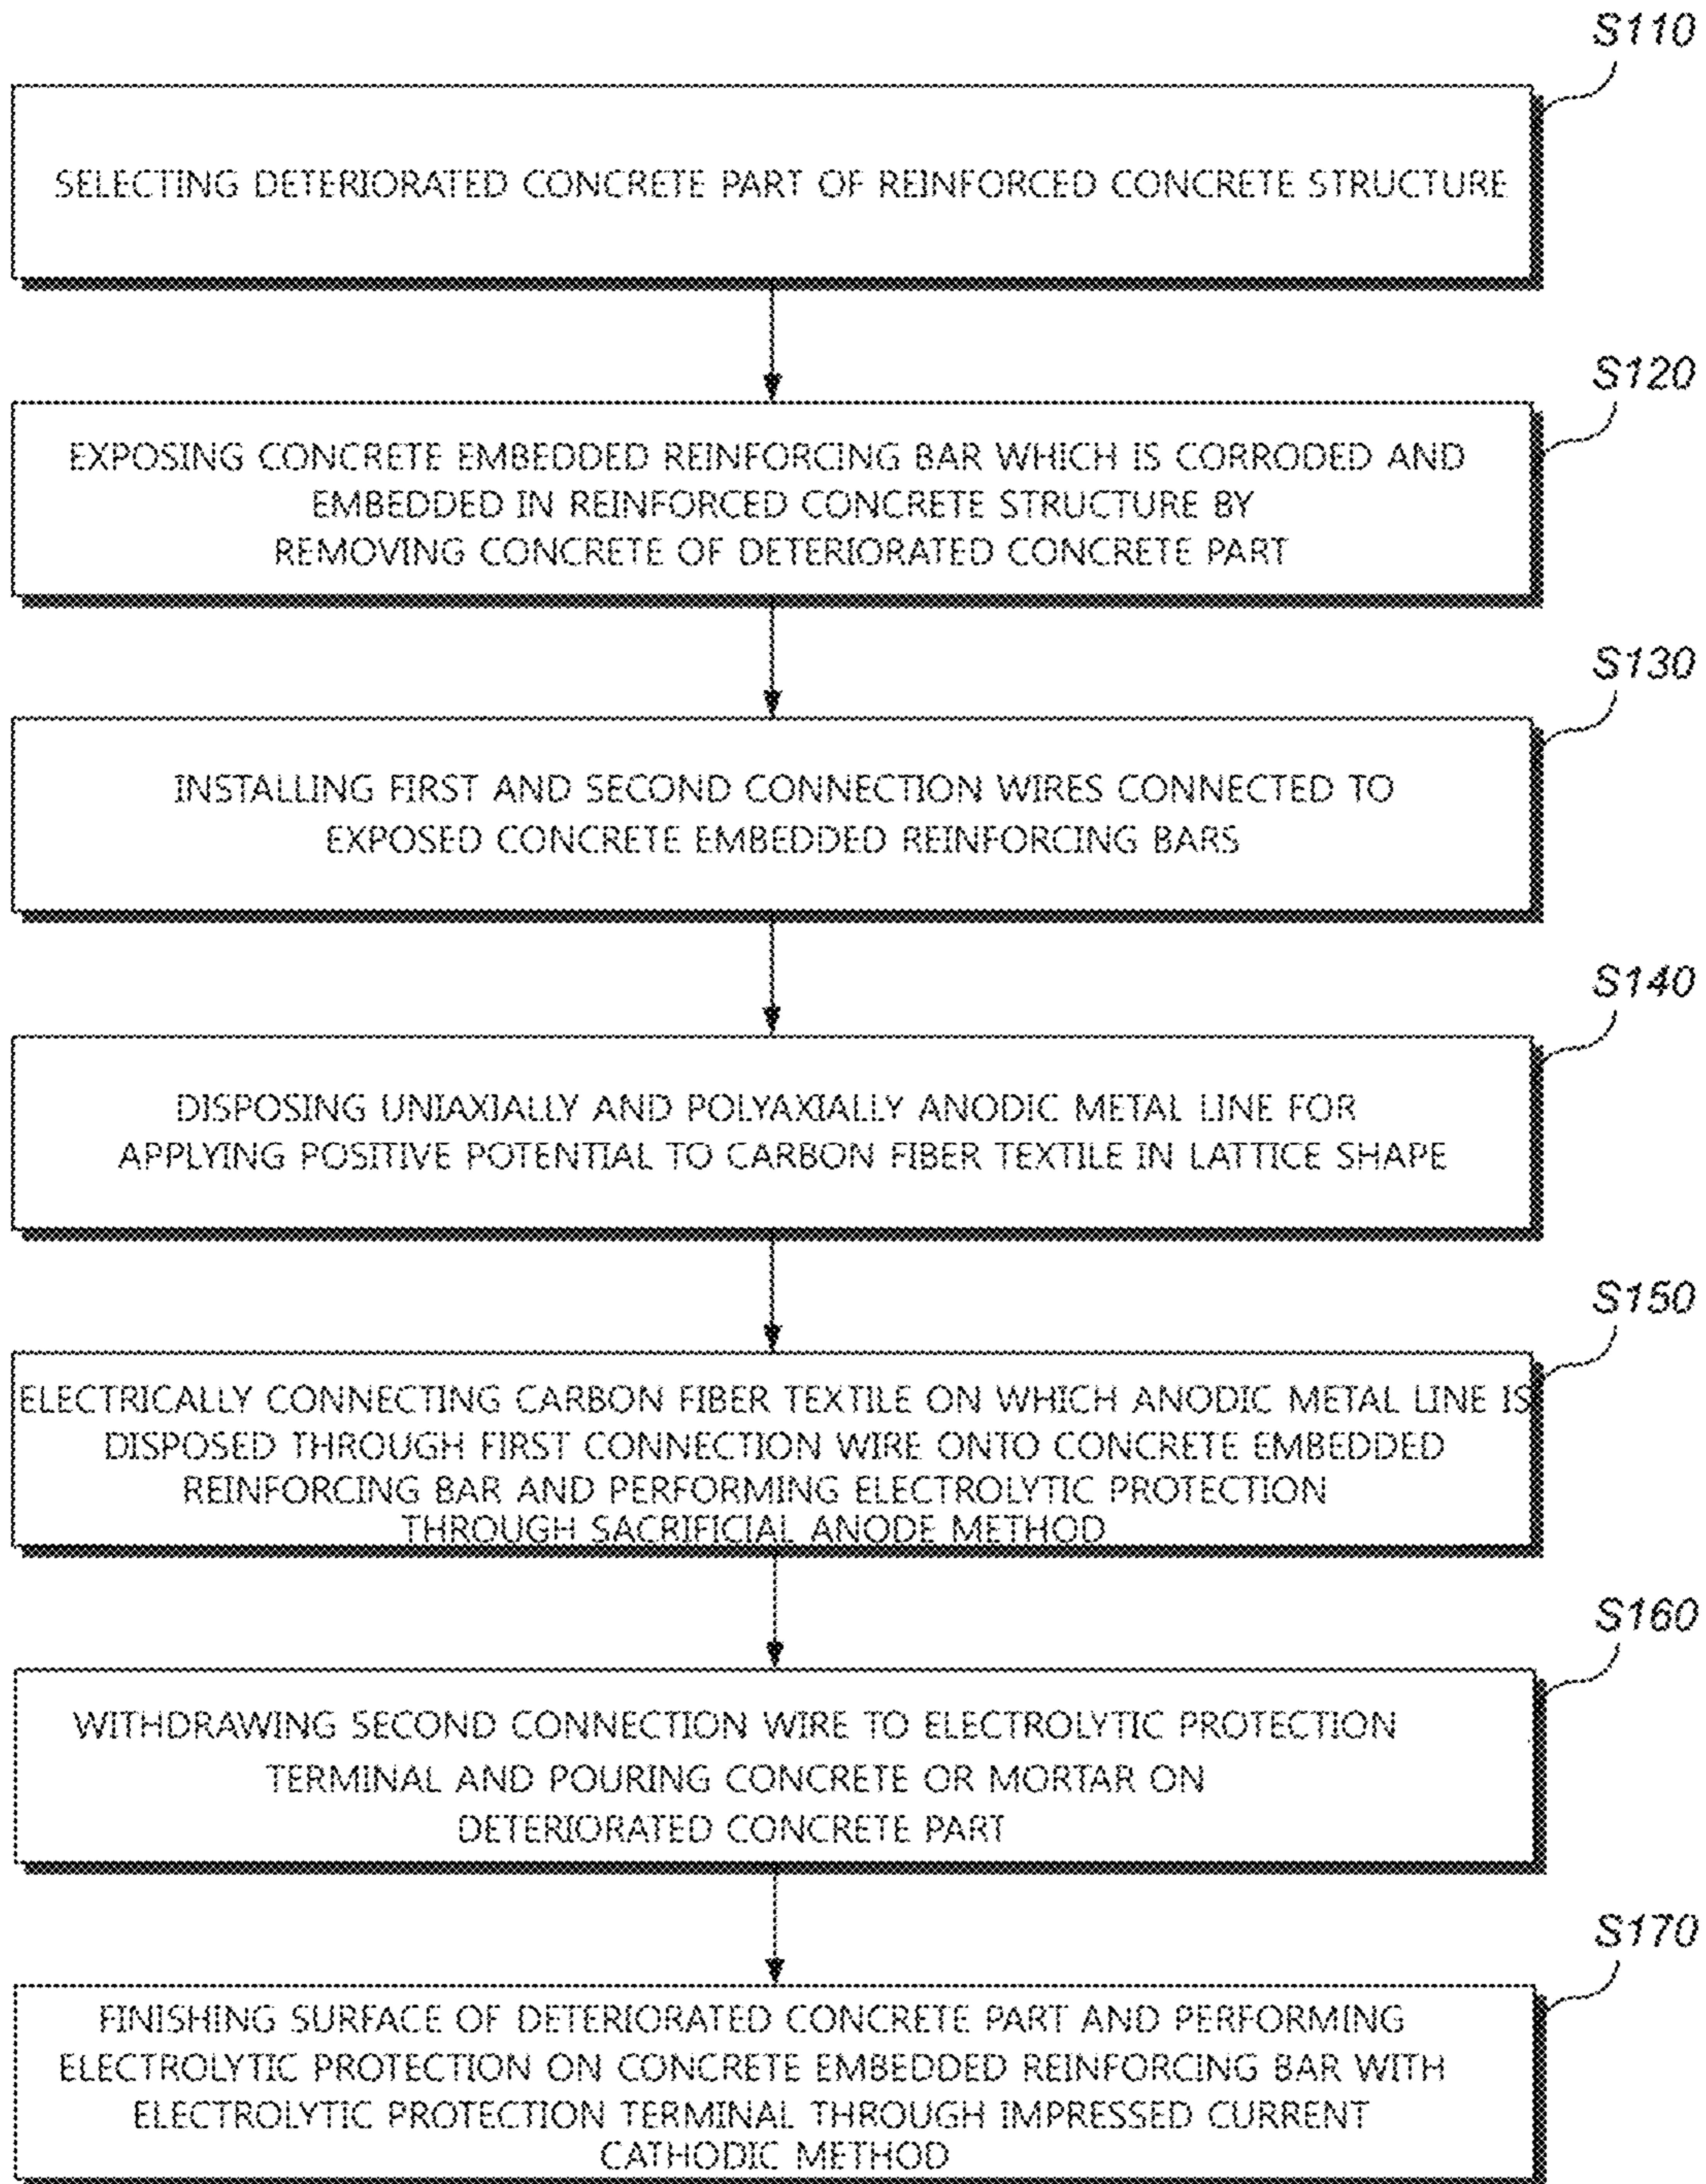 S110
SELECTING DETERIORATED CONCRETE PART OF REINFORCED CONCRETE STRUCTURE
S120
EXPOSING CONCRETE EMBEDDED REINFORCING BAR WHICH IS CORRODED AND
EMBEDDED IN REINFORCED CONCRETE STRUCTURE BY
REMOVING CONCRETE OF DETERIORATED CONCRETE PART
S130
INSTALLING FIRST AND SECOND CONNECTION WIRES CONNECTED TO
EXPOSED CONCRETE EMBEDDED REINFORCING BARS
S140
DISPOSING UNIAXIALLY AND POLYAXIALLY ANODIC METAL LINE FOR
APPLYING POSITIVE POTENTIAL TO CARBON FIBER TEXTILE IN LATTICE SHAPE
S150
ELECTRICALLY CONNECTING CARBON FIBER TEXTILE ON WHICH ANODIC METAL LINE IS
DISPOSED THROUGH FIRST CONNECTION WIRE ONTO CONCRETE EMBEDDED
REINFORCING BAR AND PERFORMING ELECTROLYTIC PROTECTION
THROUGH SACRIFICIAL ANODE METHOD
S160
WITHDRAWING SECOND CONNECTION WIRE TO ELECTROLYTIC PROTECTION
TERMINAL AND POURING CONCRETE OR MORTAR ON
DETERIORATED CONCRETE PART
S170
FINISHING SURFACE OF DETERIORATED CONCRETE PART AND PERFORMING
ELECTROLYTIC PROTECTION ON CONCRETE EMBEDDED REINFORCING BAR WITH
ELECTROLYTIC PROTECTION TERMINAL THROUGH IMPRESSED CURRENT
CATHODIC METHOD